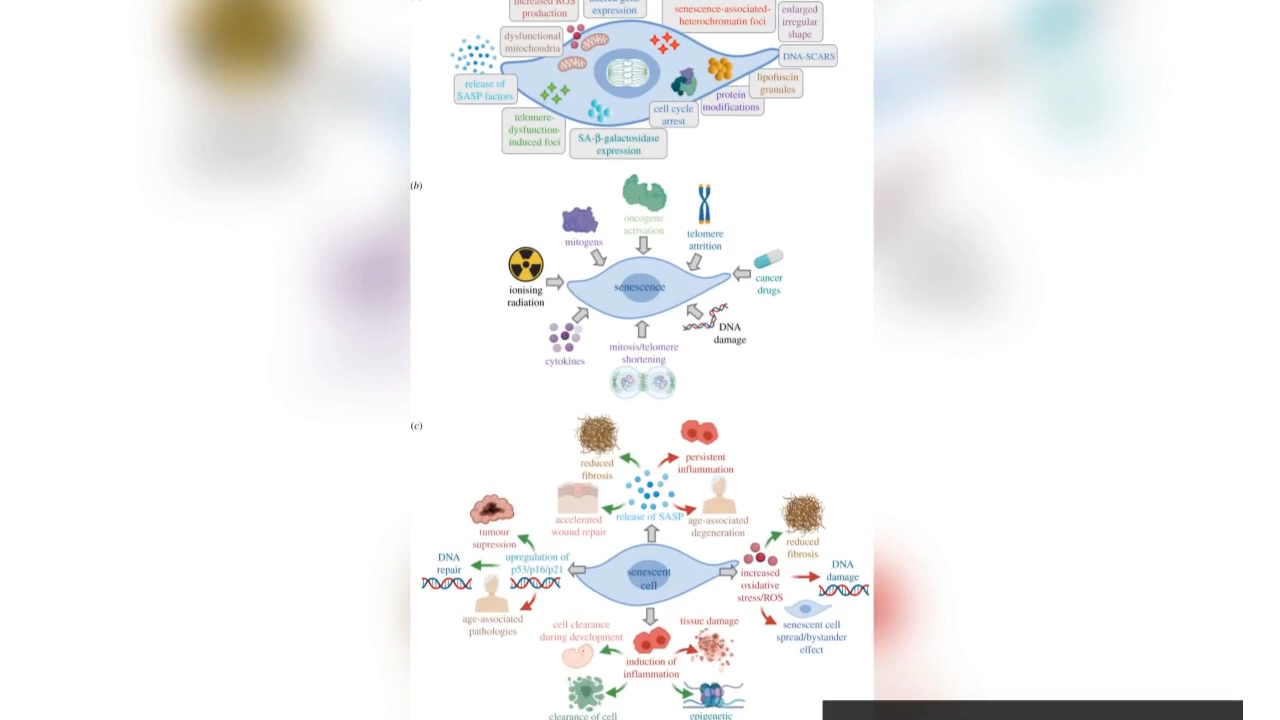 increased ROS
production
expression
senescence-associated-
heterochromatin foci
enlarged
irregular
shape
dysfunctional
mitochondria
DNA-SCARS
release of
SASP factors
lipofuscin
granules
protein
modifications
cell cycle
arrest
telomere-
dysfunction-
induced foci
SA-β-galactosidase
expression
(b)
oncogene
activation
mitogens
telomere
attrition
ionising
radiation
senescence
cancer
drugs
DNA
damage
cytokines
mitosis/telomere
shortening
(c)
reduced
fibrosis
persistent
inflammation
accelerated
wound repair
release of SASP
age-associated
degeneration
tumour
supression
reduced
fibrosis
DNA
repair
upregulation of
p53/p16/p21
senescent
cell
increased
oxidative
stress/ROS
DNA
damage
age-associated
pathologies
cell clearance
during development
tissue damage
senescent cell
spread/bystander
effect
induction of
inflammation
clearance of cell
epigenetic